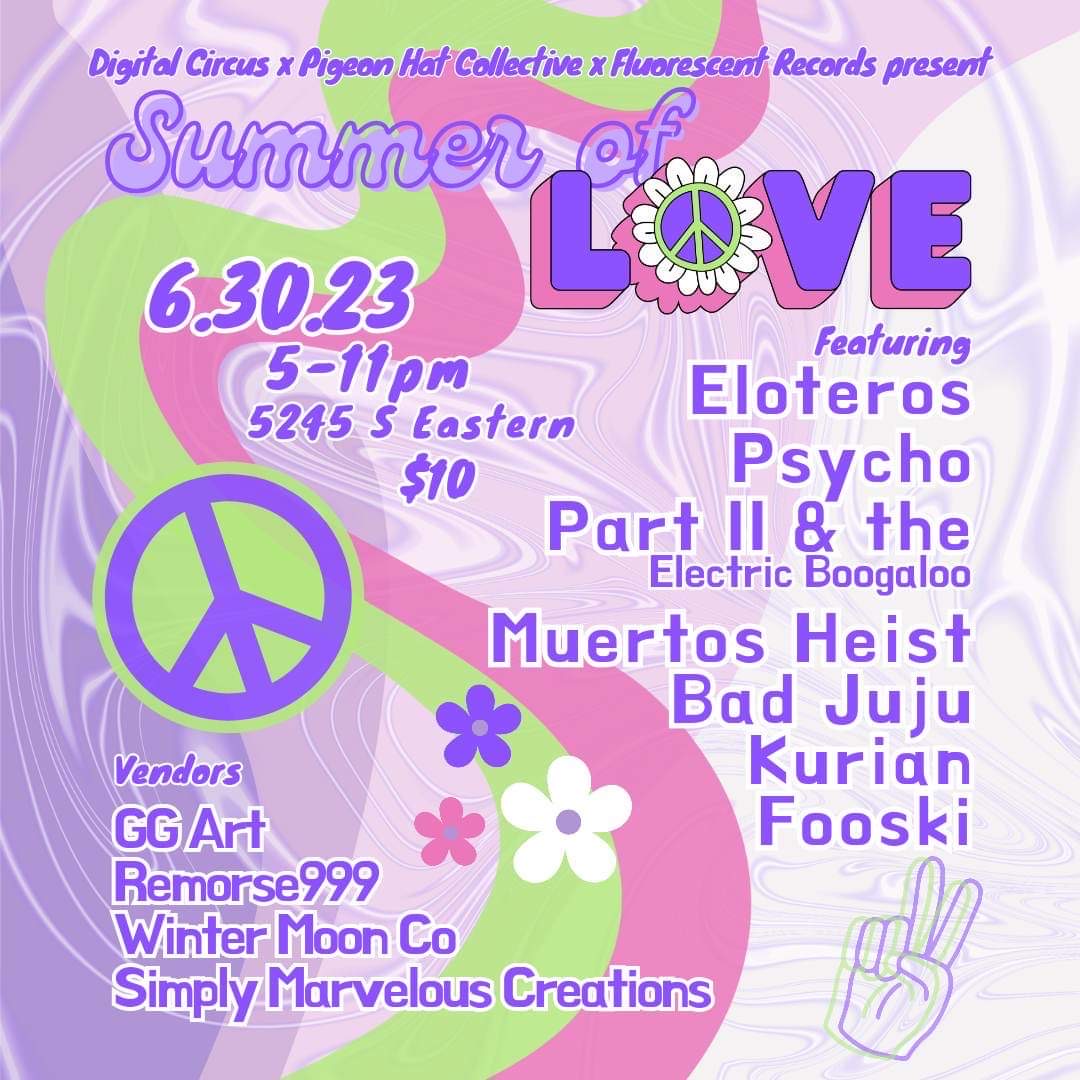 Digital Circus x Pigeon Hat Collective x Fluorescent Records present
Summer of
LOVE
6.30.23
5-11pm
5245 S Eastern
$10
Featuring
Eloteros
Psycho
Part II & the
Electric Boogaloo
Muertos Heist
Bad Juju
Kurian
Fooski
Vendors
GG Art
Remorse999
Winter Moon Co
Simply Marvelous Creations